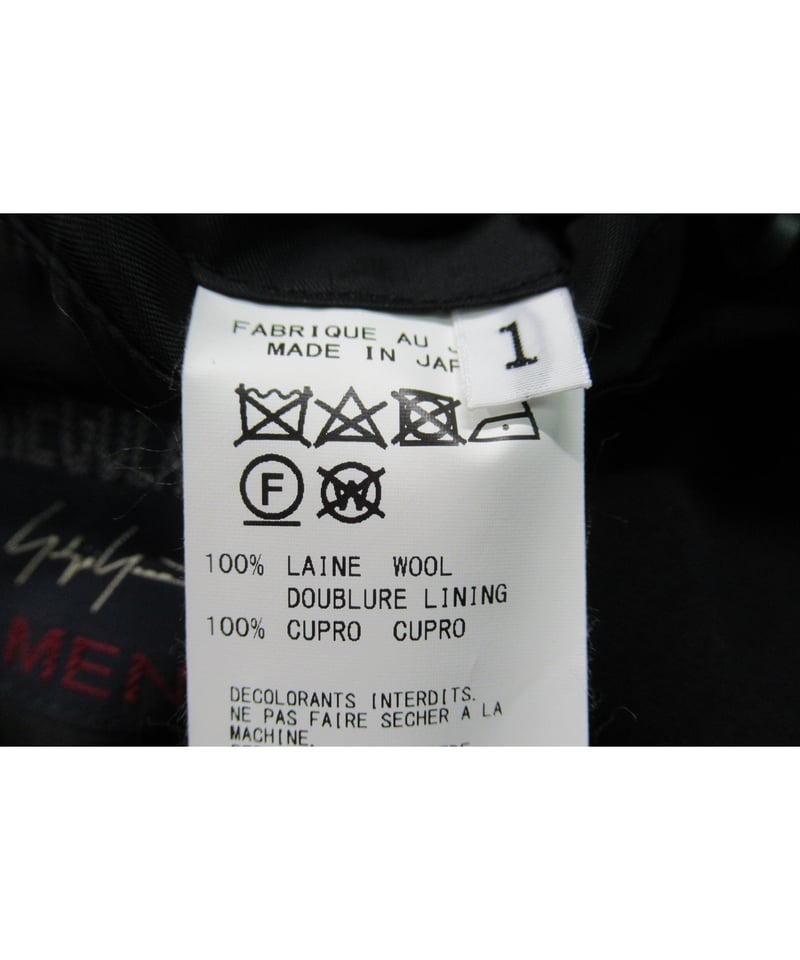 FABRIQUE AU
MADE IN
1
F
W
100% LAINE WOOL
DOUBLURE LINING
100% CUPRO CUPRO
DECOLORANTS INTERDITS.
NE PAS FAIRE SECHER A LA
MACHINE.
MEN